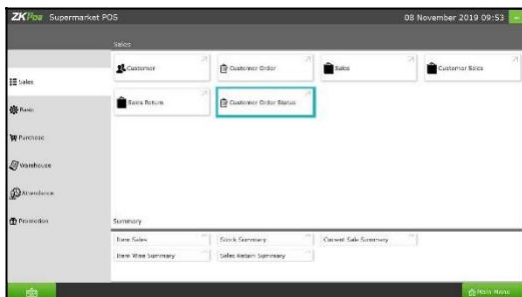 ZKPos Supermarket POS 08 November 2019 09:53
Sales
Customer Customer Order Sales Customer Sales
Sales
Sales Return Customer Order Status
Basic
Purchase
Warehouse
Attendance
Promotion
Summary
Item Sales Stock Summary Current Sale Summary
Item Wise Summary Sales Return Summary
Main Menu